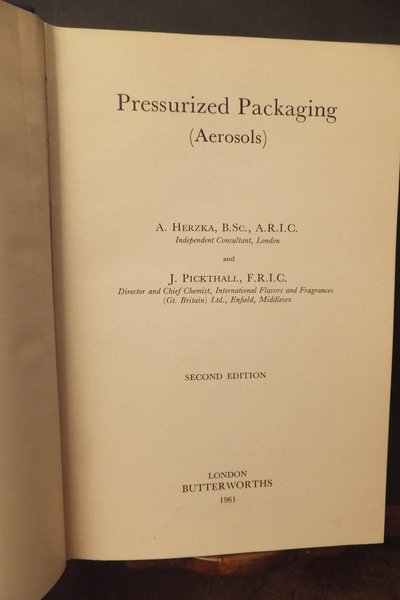 Pressurized Packaging
(Aerosols)
A. Herzka, B.Sc., A.R.I.C.
Independent Consultant, London
and
J. Pickthall, F.R.I.C.
Director and Chief Chemist, International Flavors and Fragrances
(Gt. Britain) Ltd., Enfield, Middlesex
SECOND EDITION
LONDON
BUTTERWORTHS
1961